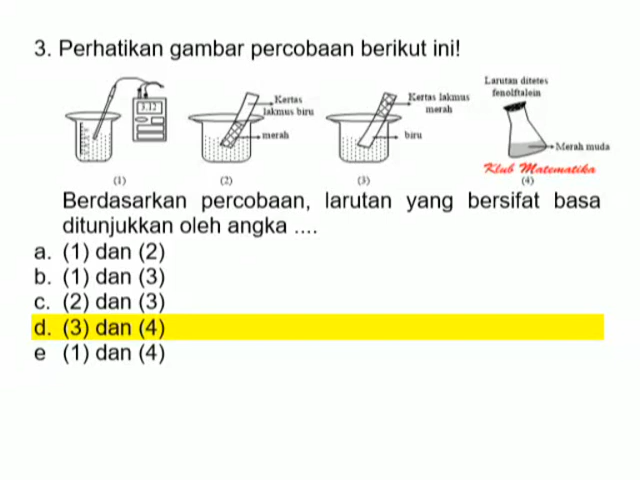 3. Perhatikan gambar percobaan berikut ini!
Larutan ditetes
fenolftalein
3.12
Kertas
lakmus biru
merah
Kertas lakmus
merah
biru
Merah muda
Klub Matematika
(1) (2) (3) (4)
Berdasarkan percobaan, larutan yang bersifat basa
ditunjukkan oleh angka ....
a. (1) dan (2)
b. (1) dan (3)
c. (2) dan (3)
d. (3) dan (4)
e (1) dan (4)